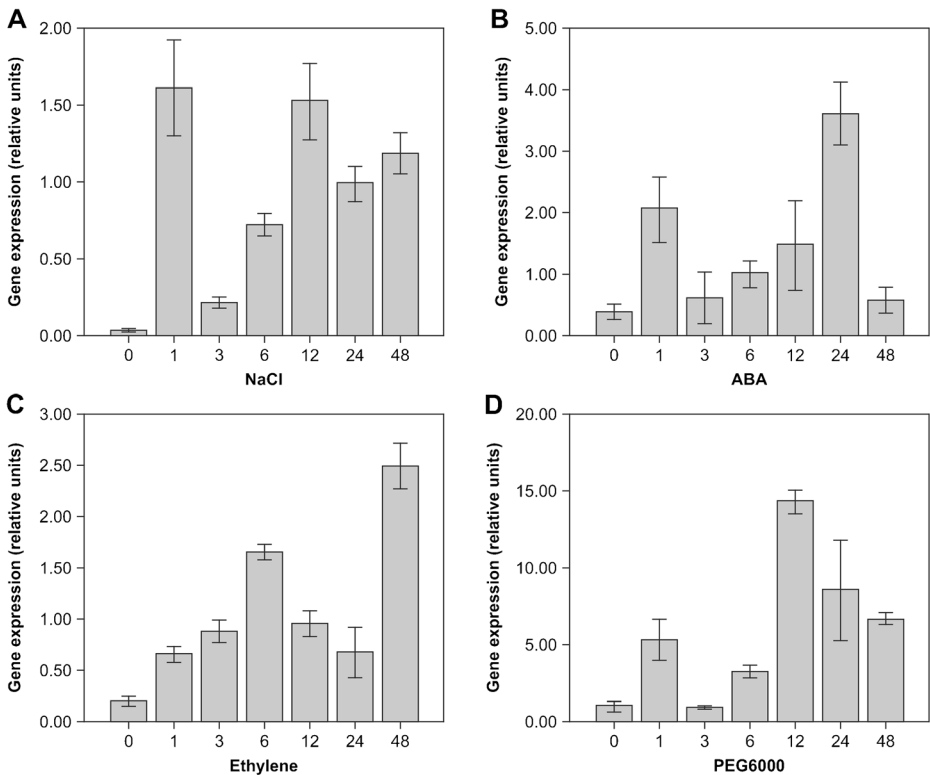 A
Gene expression (relative units)
2.00
1.50
1.00
0.50
0.00
0 1 3 6 12 24 48
NaCl
B
Gene expression (relative units)
5.00
4.00
3.00
2.00
1.00
0.00
0 1 3 6 12 24 48
ABA
C
Gene expression (relative units)
3.00
2.50
2.00
1.50
1.00
0.50
0.00
0 1 3 6 12 24 48
Ethylene
D
Gene expression (relative units)
20.00
15.00
10.00
5.00
0.00
0 1 3 6 12 24 48
PEG6000